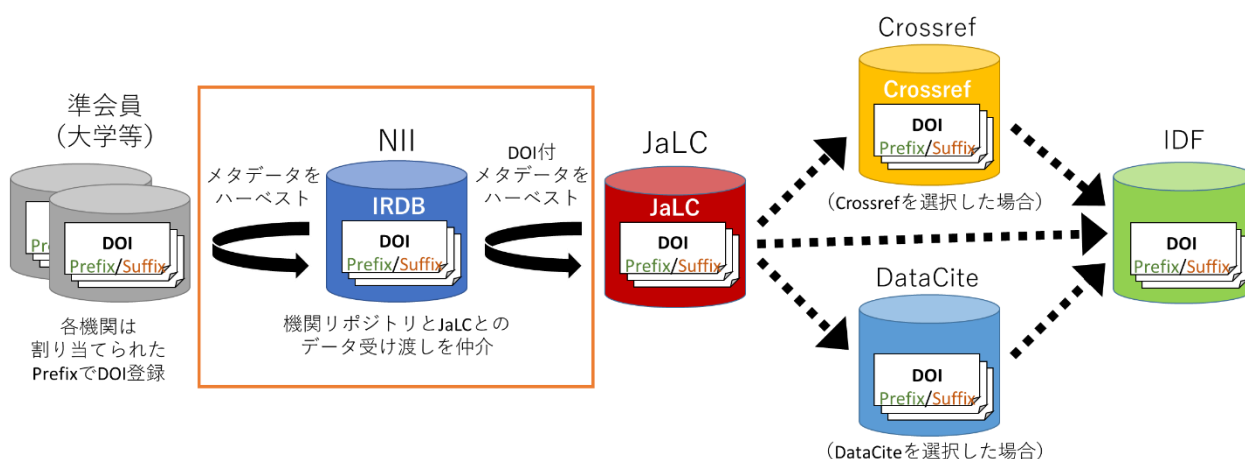 準会員
（大学等）
DOI
Prefix/Suffix
各機関は
割り当てられた
PrefixでDOI登録
メタデータを
ハーベスト
NII
IRDB
DOI
Prefix/Suffix
DOI付
メタデータを
ハーベスト
機関リポジトリとJaLCとの
データ受け渡しを仲介
JaLC
JaLC
DOI
Prefix/Suffix
Crossref
Crossref
DOI
Prefix/Suffix
（Crossrefを選択した場合）
DataCite
DOI
Prefix/Suffix
（DataCiteを選択した場合）
IDF
DOI
Prefix/Suffix